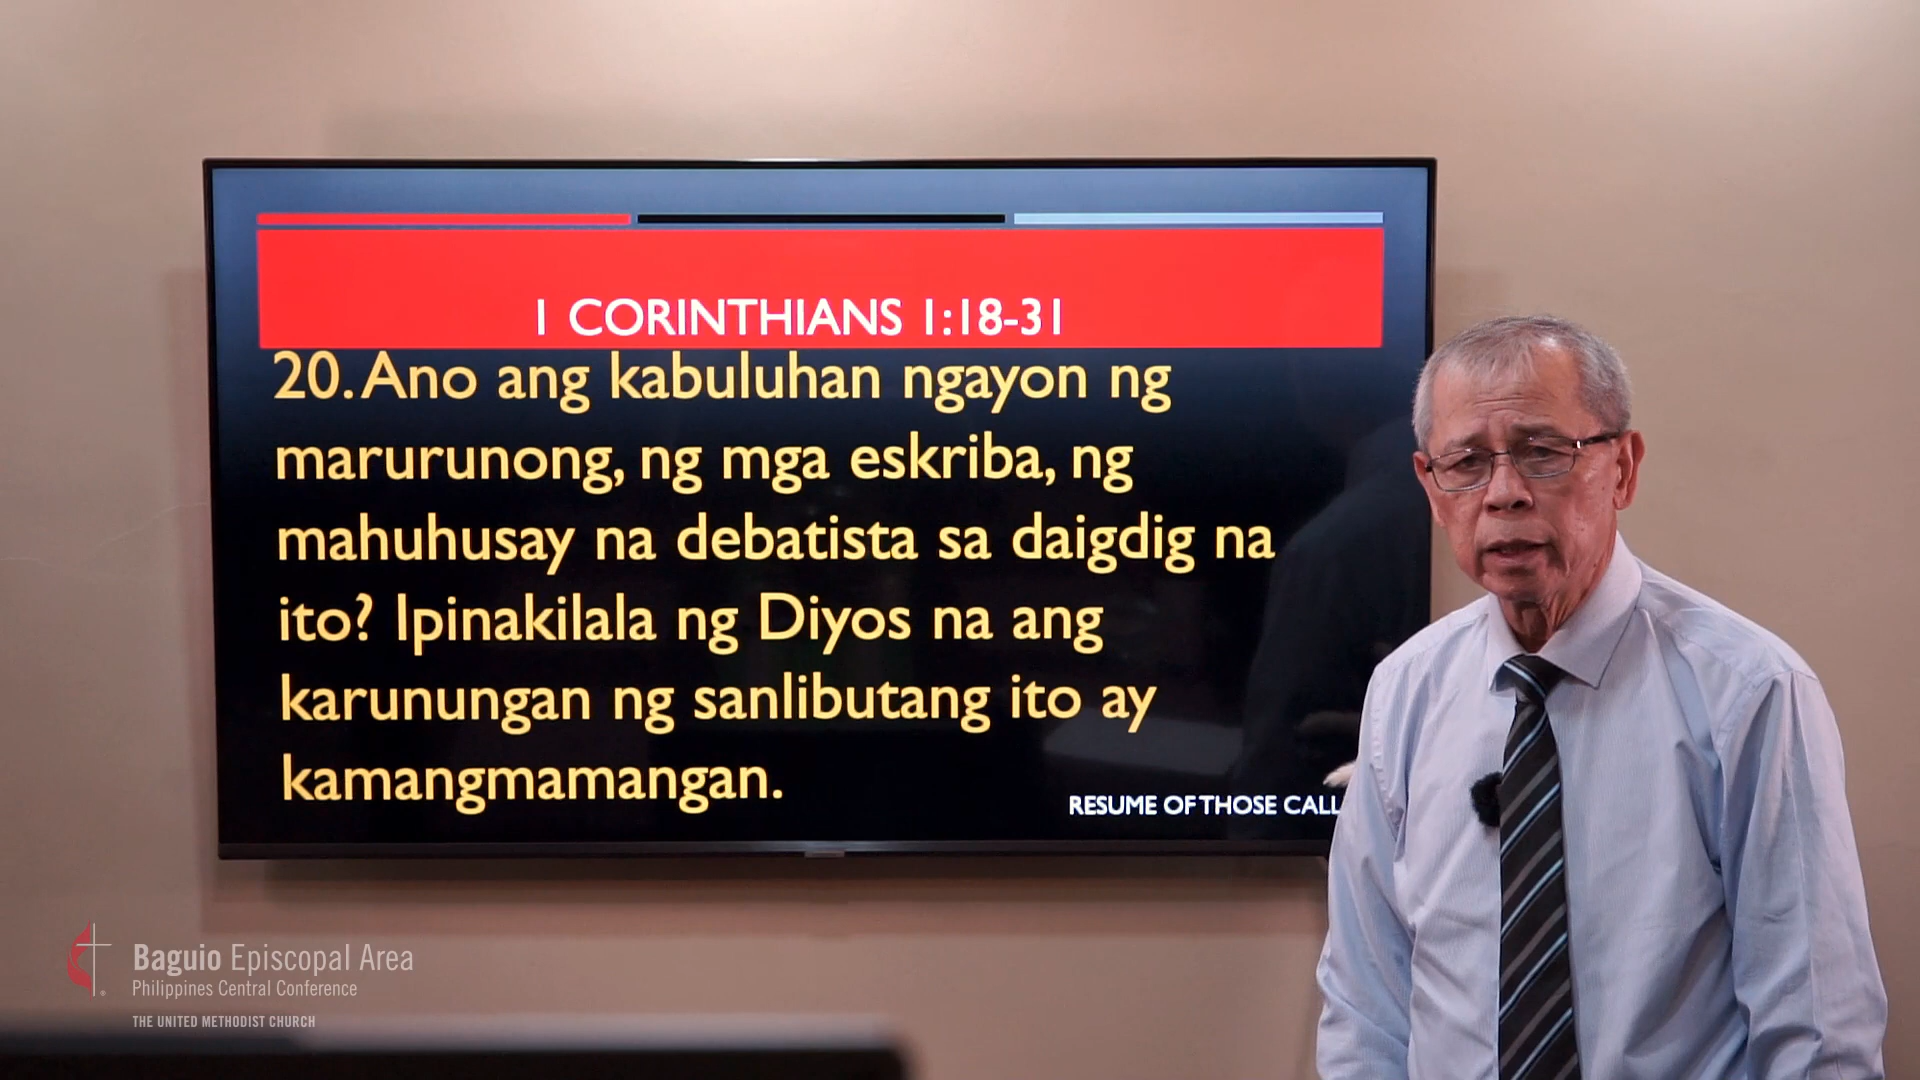 1 CORINTHIANS 1:18-31
20. Ano ang kabuluhan ngayon ng
marurunong, ng mga eskriba, ng
mahuhusay na debatista sa daigdig na
ito? Ipinakilala ng Diyos na ang
karunungan ng sanlibutang ito ay
kamangmamangan.
RESUME OF THOSE CALL
Baguio Episcopal Area
Philippines Central Conference
THE UNITED METHODIST CHURCH